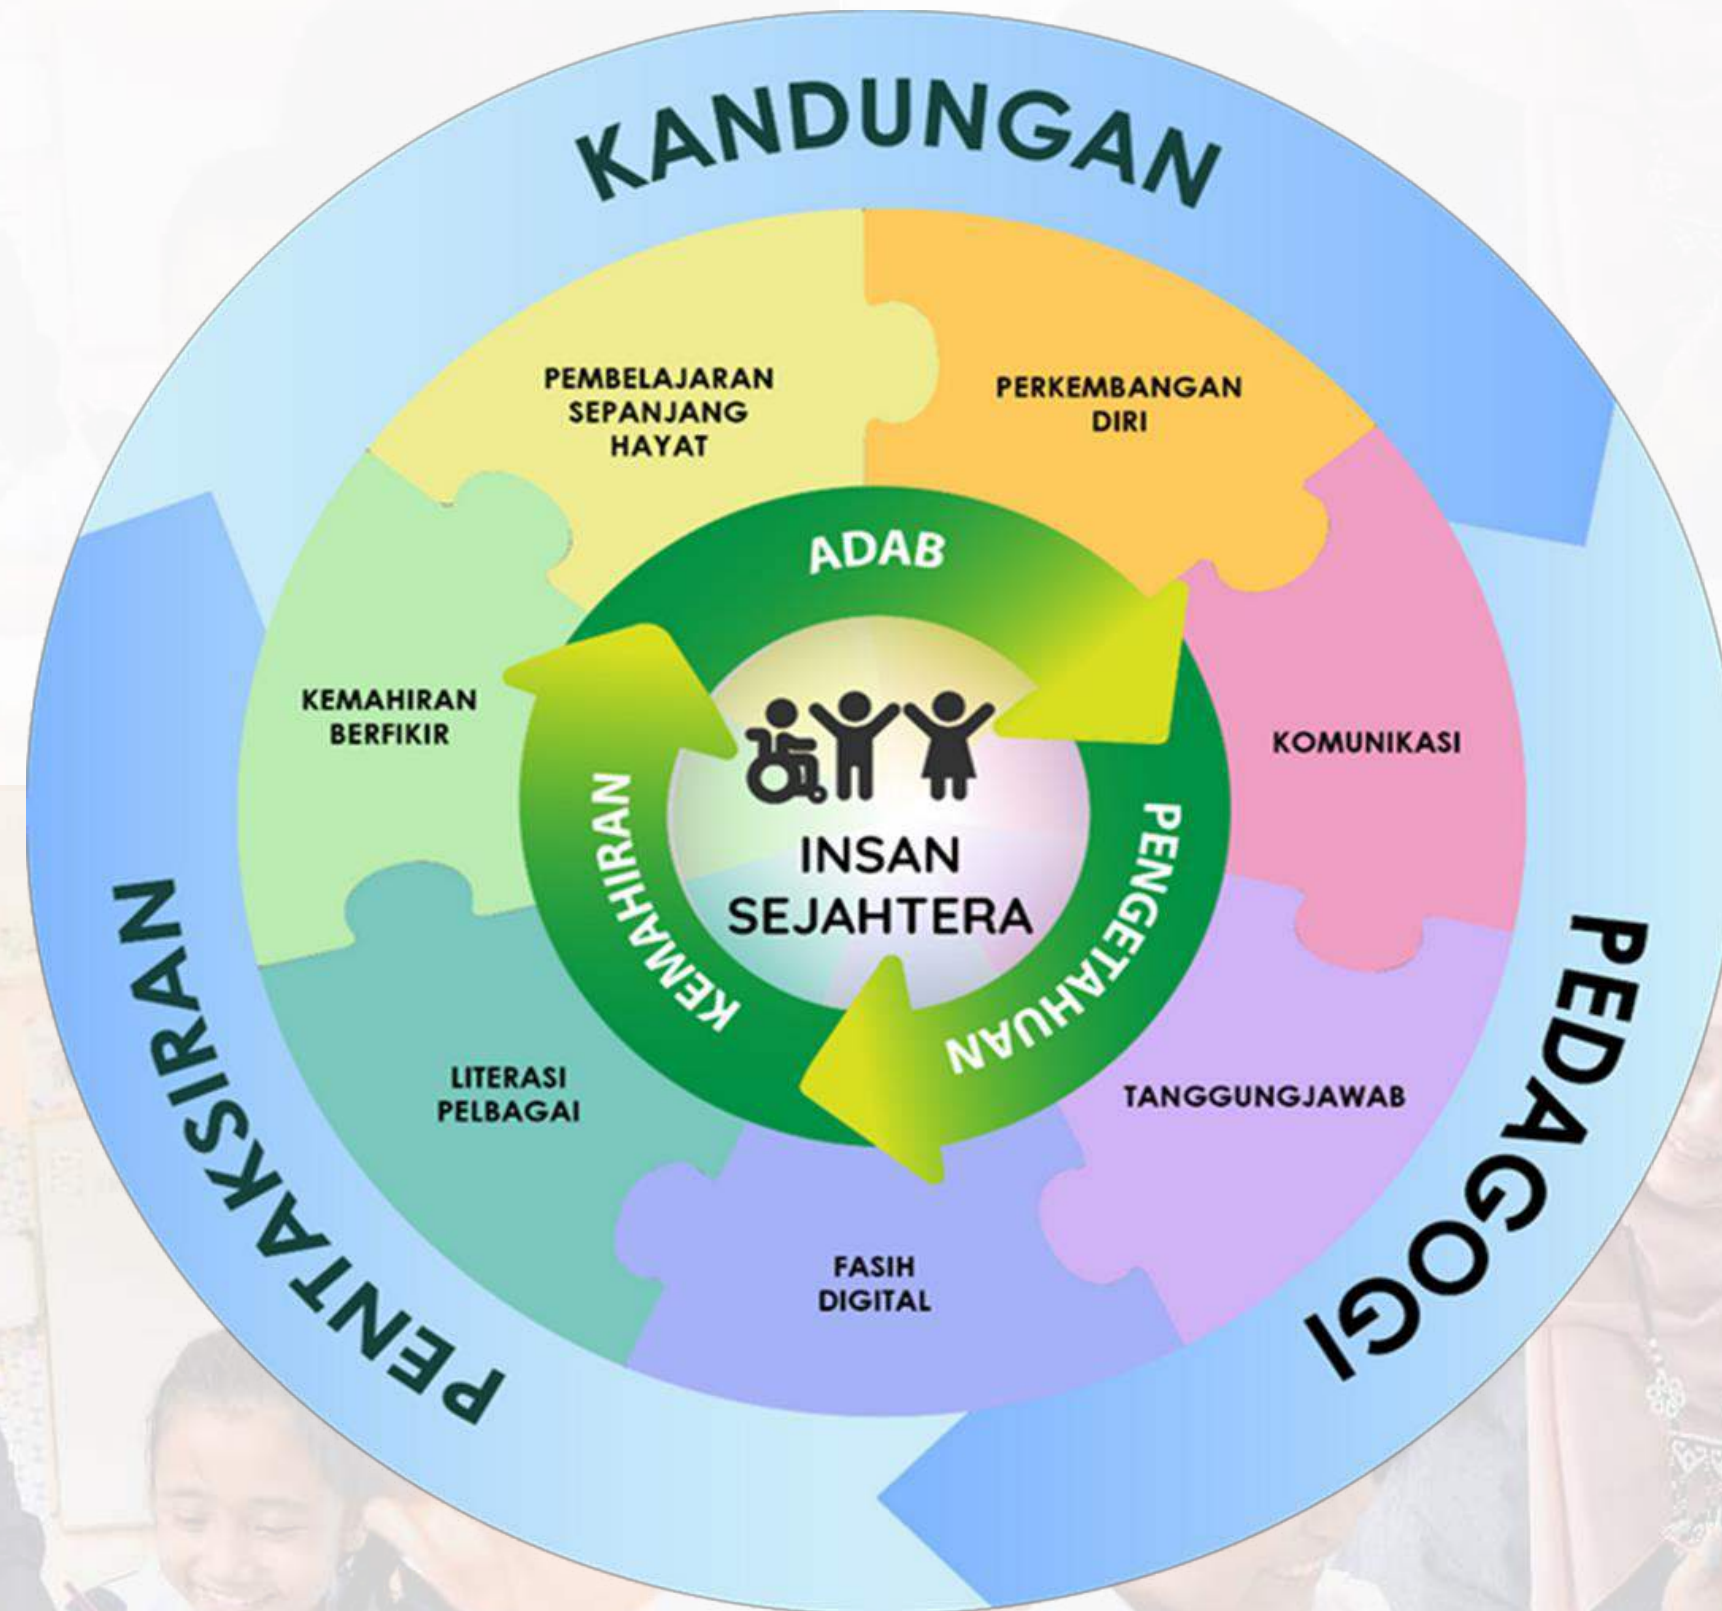 KANDUNGAN
PEMBELAJARAN
SEPANJANG
HAYAT
PERKEMBANGAN
DIRI
ADAB
KEMAHIRAN
BERFIKIR
KOMUNIKASI
KEMAHIRAN
INSAN
SEJAHTERA
PENGETAHUAN
PENTAKSIRAN
PEDAGOGI
LITERASI
PELBAGAI
TANGGUNGJAWAB
FASIH
DIGITAL